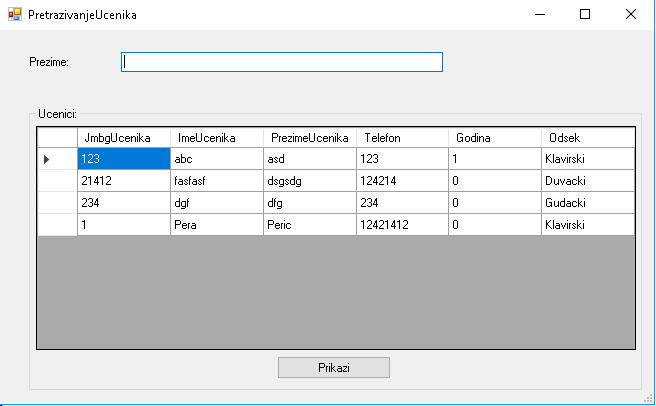 PretrazivanjeUcenika
Prezime:
Ucenici:
JmbgUcenika ImeUcenika PrezimeUcenika Telefon Godina Odsek
123 abc asd 123 1 Klavirski
21412 fasfasf dsgsdg 124214 0 Duvacki
234 dgf dfg 234 0 Gudacki
1 Pera Peric 12421412 0 Klavirski
Prikazi